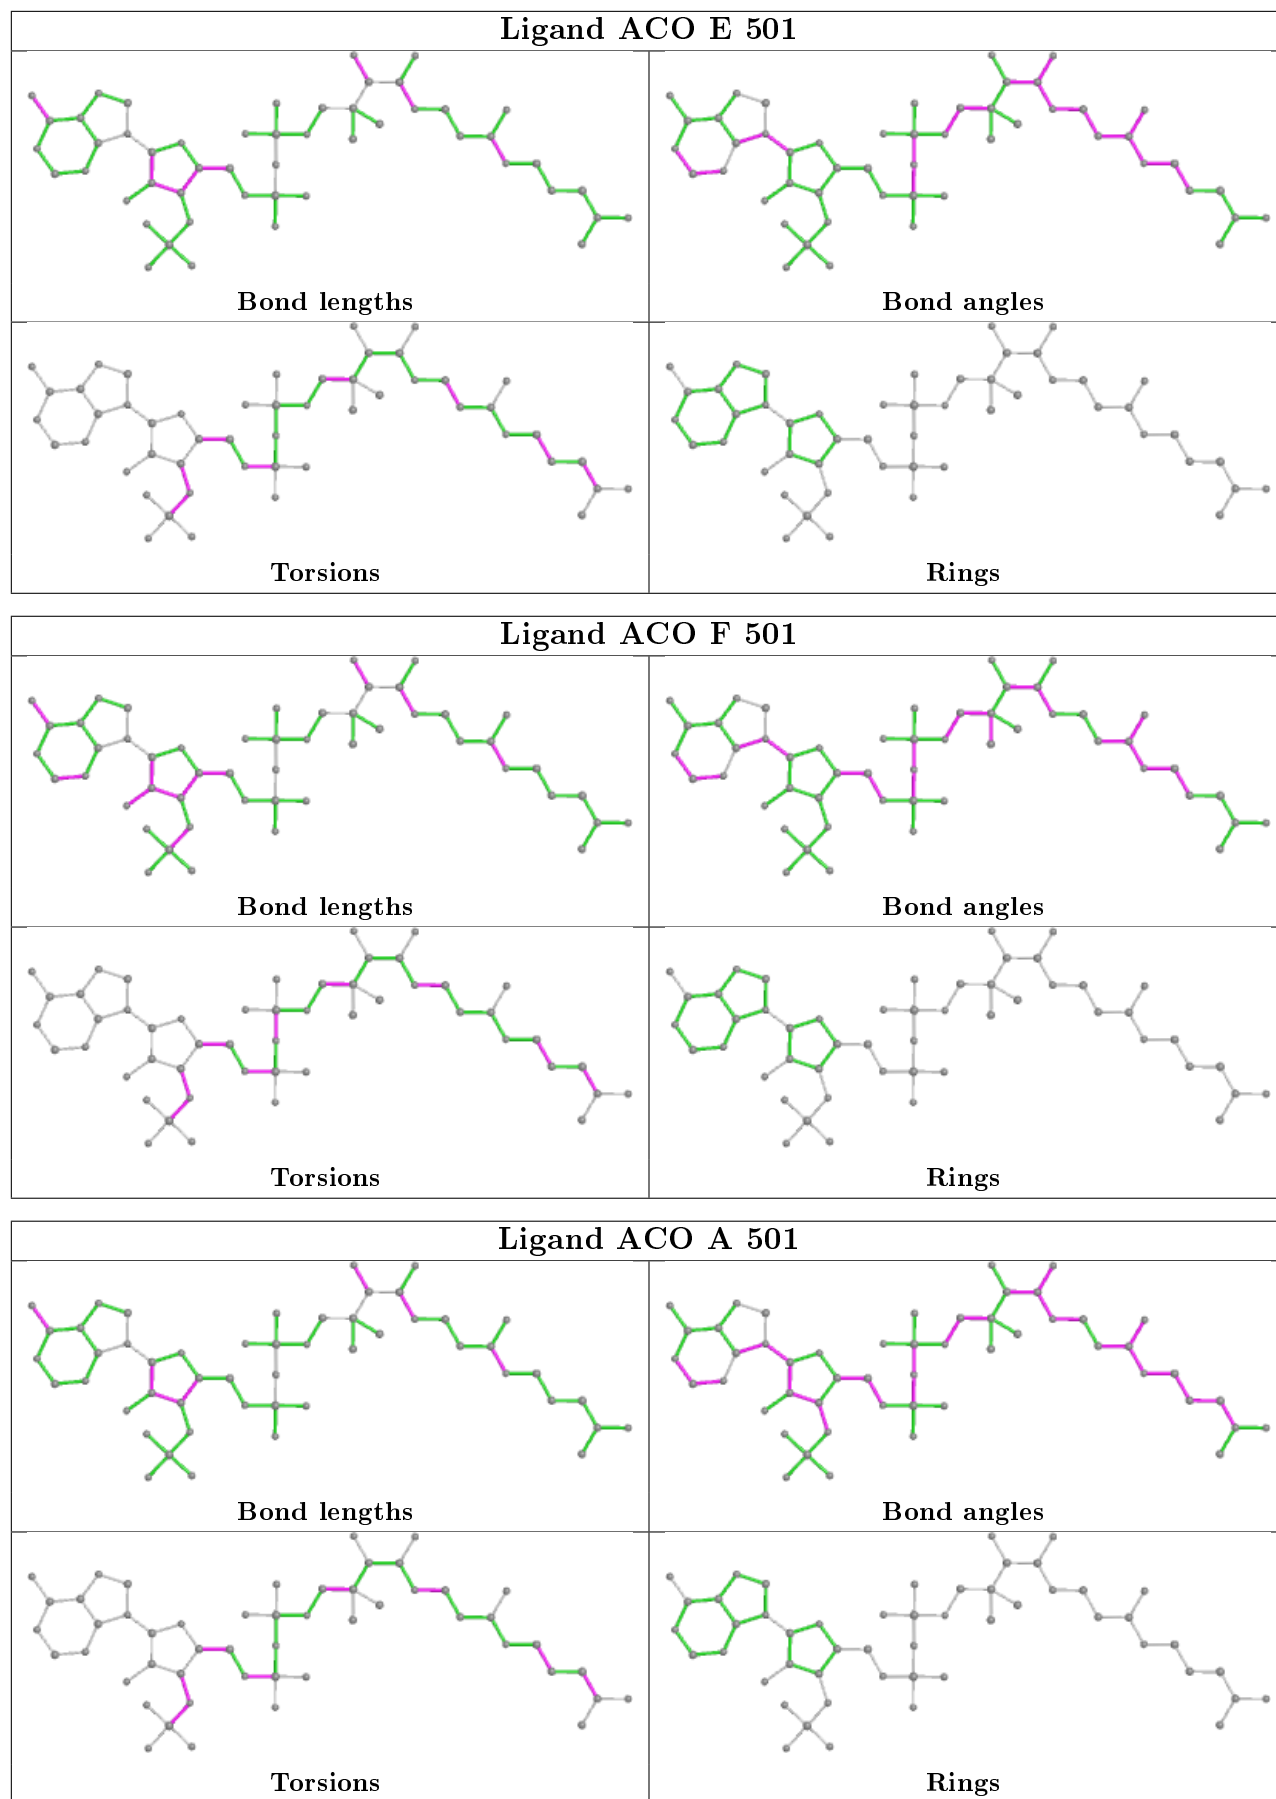 Ligand ACO E 501
Bond lengths
Bond angles
Torsions
Rings
Ligand ACO F 501
Bond lengths
Bond angles
Torsions
Rings
Ligand ACO A 501
Bond lengths
Bond angles
Torsions
Rings